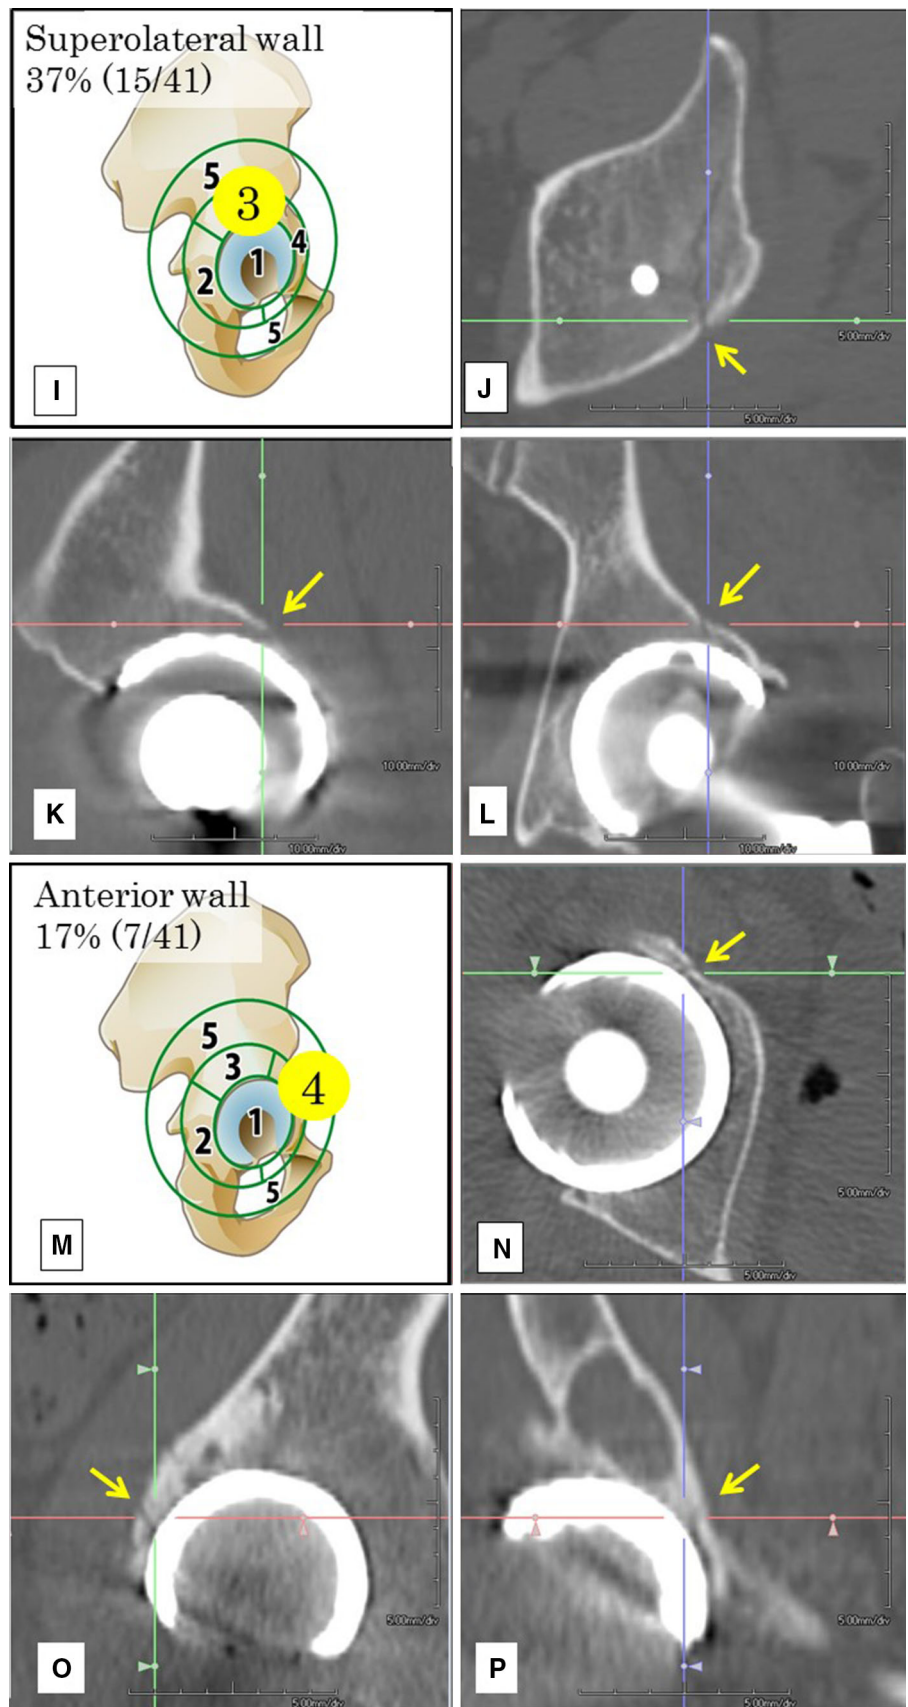 Superolateral wall
37% (15/41)
5
3
4
1
2
5
I
J
5.00mm/div
5.00mm/div
K
10.00mm/div
10.00mm/div
L
10.00mm/div
10.00mm/div
Anterior wall
17% (7/41)
5
3
4
1
2
5
M
N
5.00mm/div
5.00mm/div
O
5.00mm/div
5.00mm/div
P
5.00mm/div
5.00mm/div